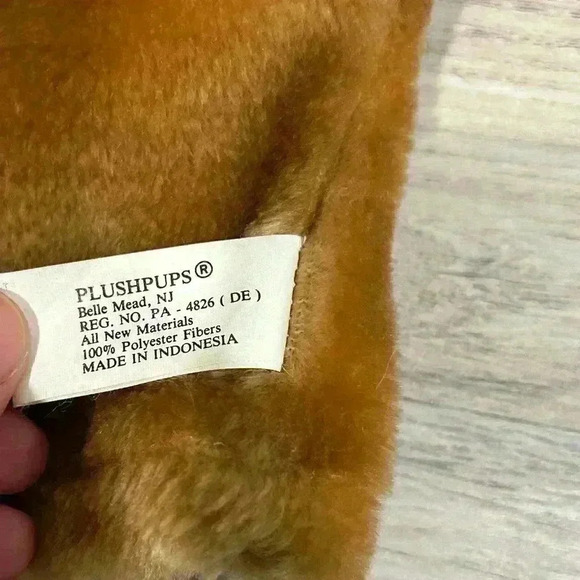 PLUSHPUPS®
Belle Mead, NJ
REG. NO. PA - 4826 ( DE )
All New Materials
100% Polyester Fibers
MADE IN INDONESIA